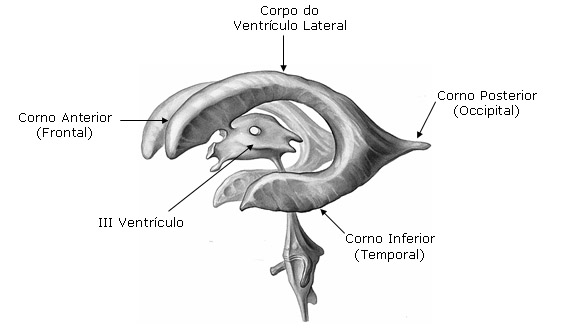 Corpo do
Ventrículo Lateral
Corno Posterior
(Occipital)
Corno Anterior
(Frontal)
III Ventrículo
Corno Inferior
(Temporal)